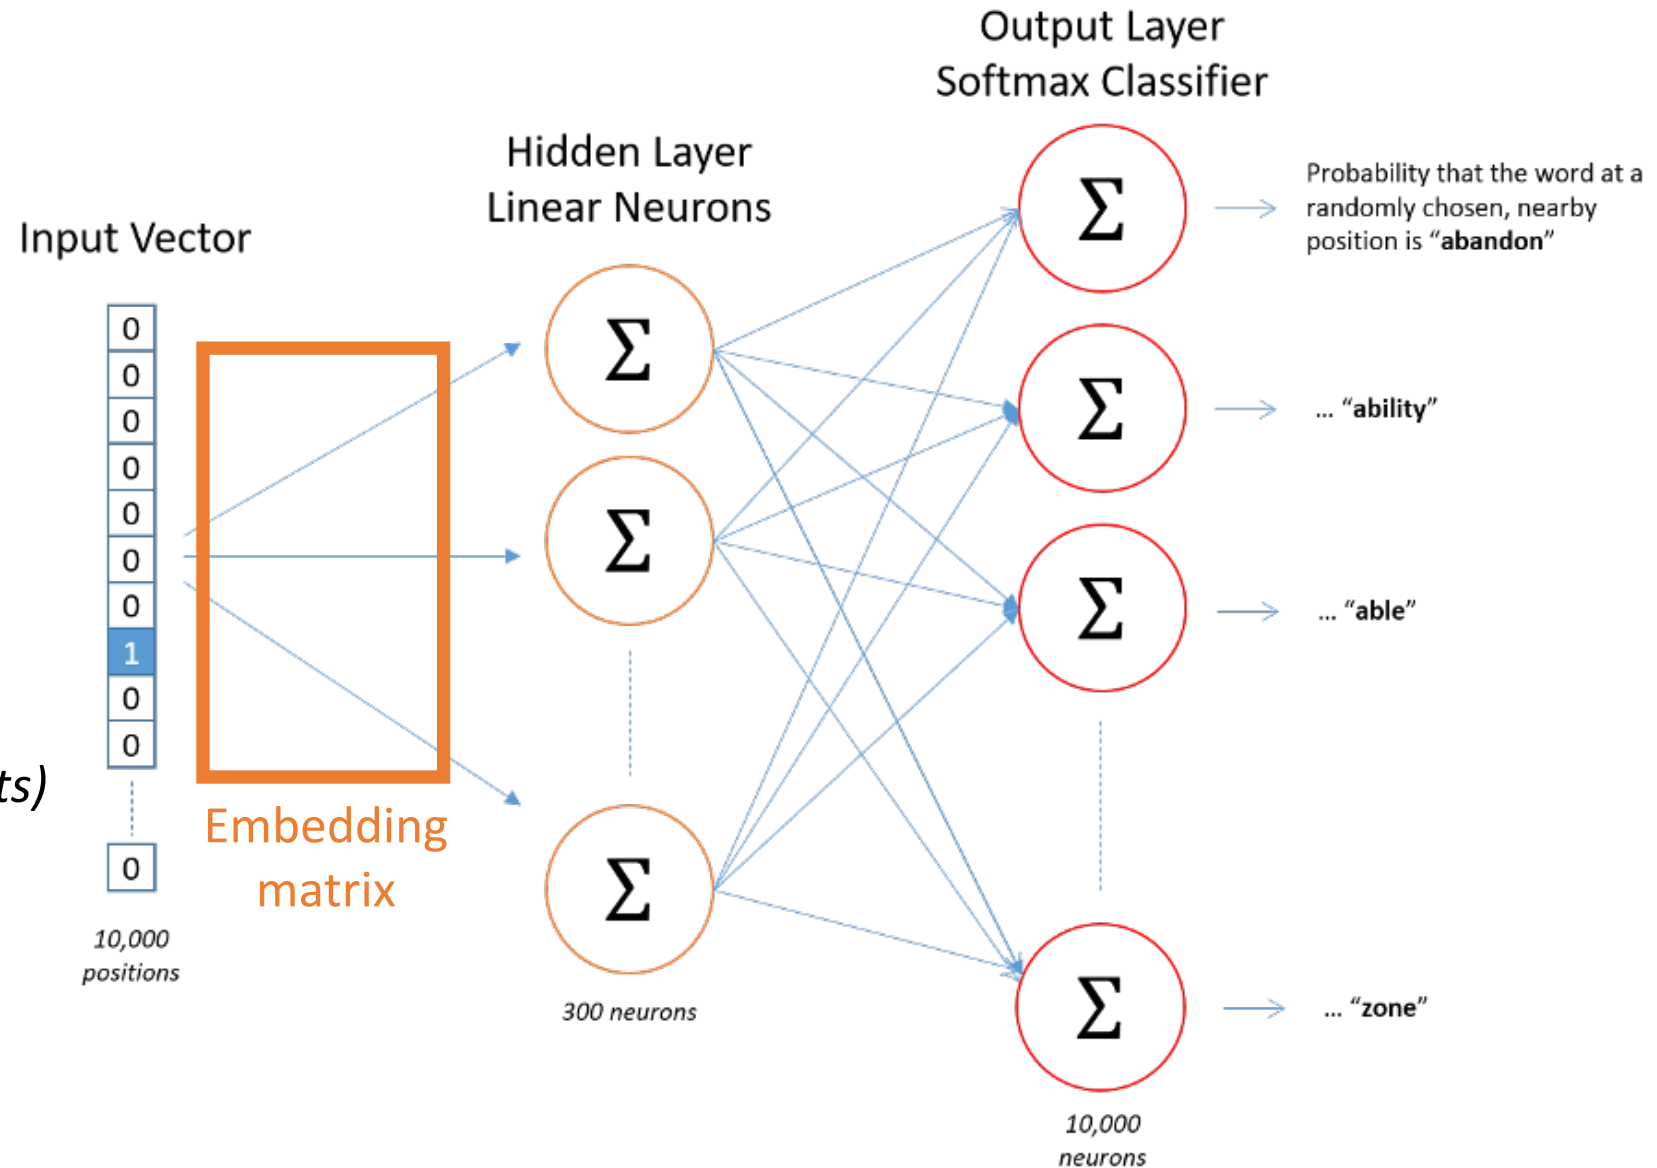 Output Layer
Softmax Classifier
Hidden Layer
Linear Neurons
Input Vector
0
0
0
0
0
0
0
1
0
0
0
10,000
positions
ts)
Embedding
matrix
Σ
Σ
Σ
300 neurons
Σ
Σ
Σ
Σ
10,000
neurons
Probability that the word at a
randomly chosen, nearby
position is “abandon”
... “ability”
... “able”
... “zone”